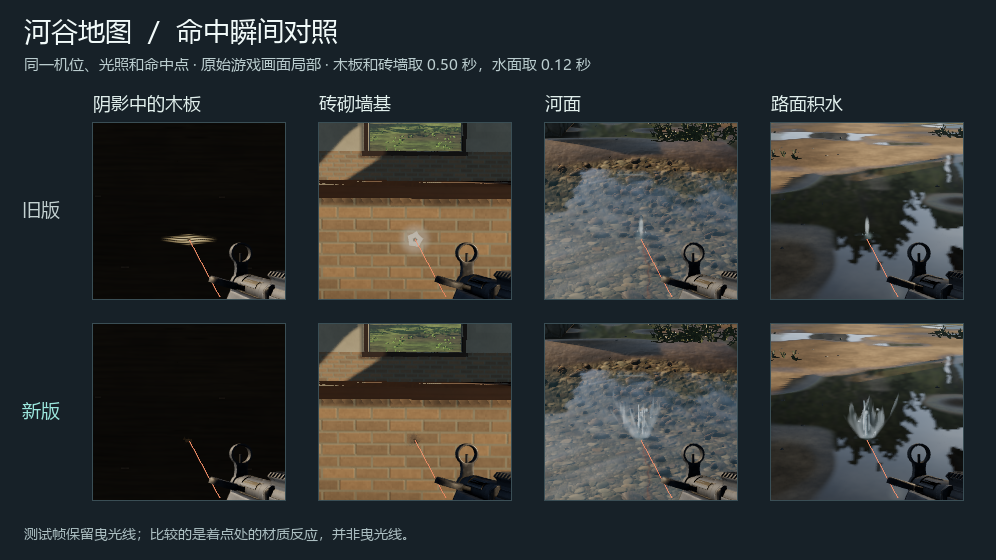 河谷地图 / 命中瞬间对照
同一机位、光照和命中点 · 原始游戏画面局部 · 木板和砖墙取 0.50 秒，水面取 0.12 秒
阴影中的木板 砖砌墙基 河面 路面积水
旧版
新版
测试帧保留曳光线；比较的是着点处的材质反应，并非曳光线。